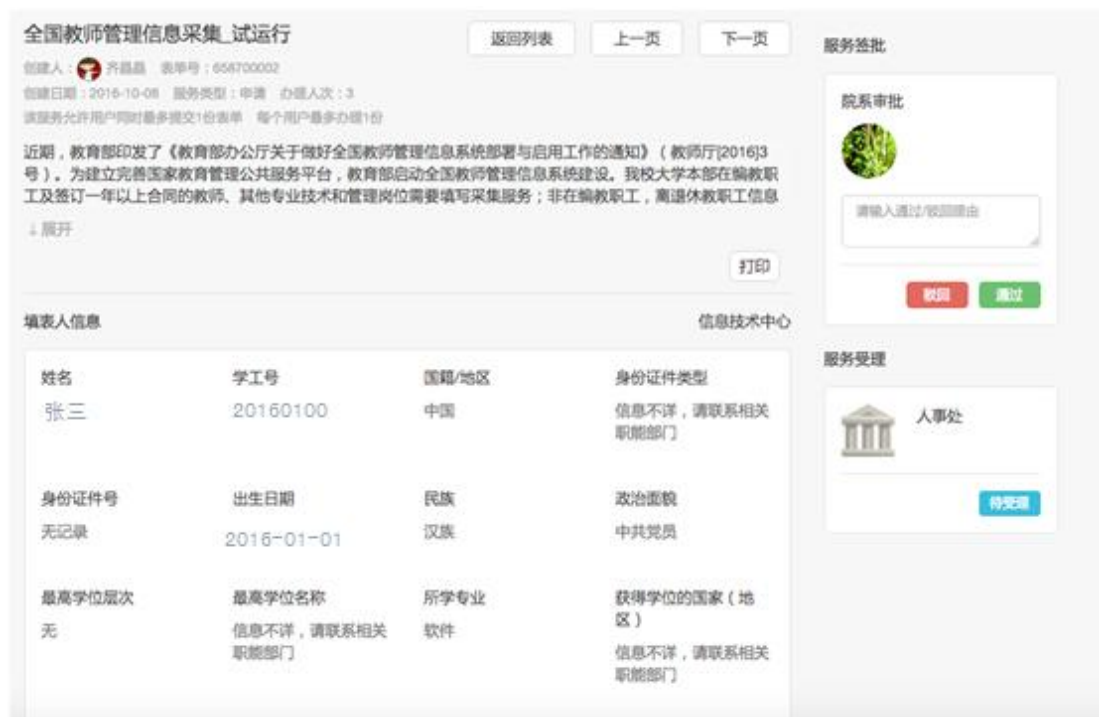 全国教师管理信息采集_试运行
返回列表 上一页 下一页
创建人：齐晶晶 表单号：658700002
创建日期：2016-10-08 服务类型：申请 办理人次：3
该服务允许用户同时最多提交1份表单 每个用户最多办理1份
近期，教育部印发了《教育部办公厅关于做好全国教师管理信息系统部署与启用工作的通知》（教师厅[2016]3
号）。为建立完善国家教育管理公共服务平台，教育部启动全国教师管理信息系统建设。我校大学本部在编教职
工及签订一年以上合同的教师、其他专业技术和管理岗位需要填写采集服务；非在编教职工，离退休教职工信息
↓展开
打印
填表人信息 信息技术中心
姓名 学工号 国籍/地区 身份证件类型
张三 20160100 中国 信息不详，请联系相关
职能部门
身份证件号 出生日期 民族 政治面貌
无记录 2016-01-01 汉族 中共党员
最高学位层次 最高学位名称 所学专业 获得学位的国家（地
区）
无 信息不详，请联系相关 软件
职能部门
信息不详，请联系相关
职能部门
服务签批
院系审批
请输入通过/驳回理由
驳回 通过
服务受理
人事处
待受理